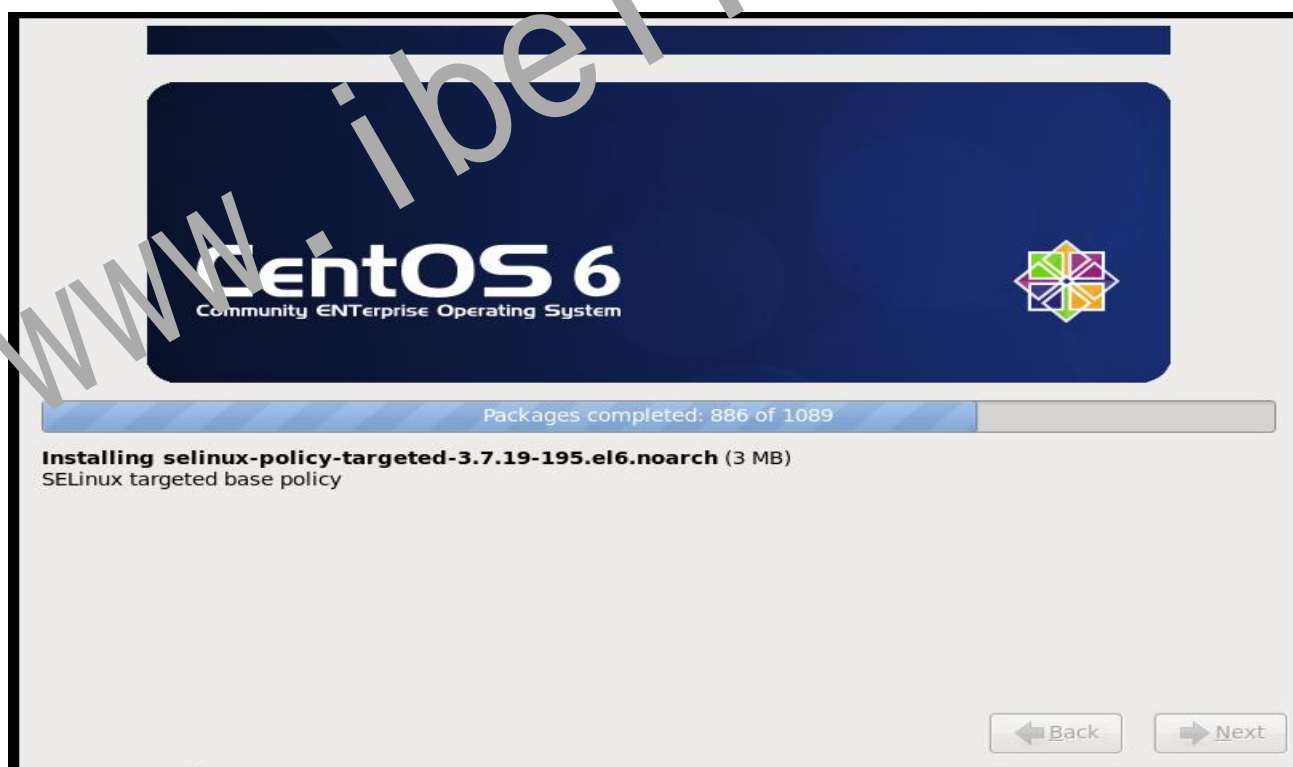 www.ibe
CentOS 6
Community ENTerprise Operating System
Packages completed: 886 of 1089
Installing selinux-policy-targeted-3.7.19-195.el6.noarch (3 MB)
SELinux targeted base policy
Back
Next